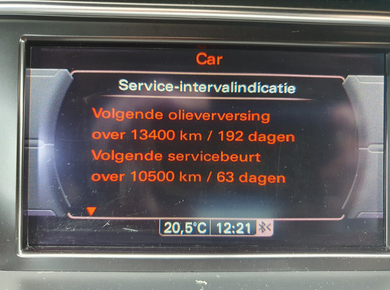 Car
Service-intervalindicatie
Volgende olieverversing
over 13400 km / 192 dagen
Volgende servicebeurt
over 10500 km / 63 dagen
20,5°C 12:21